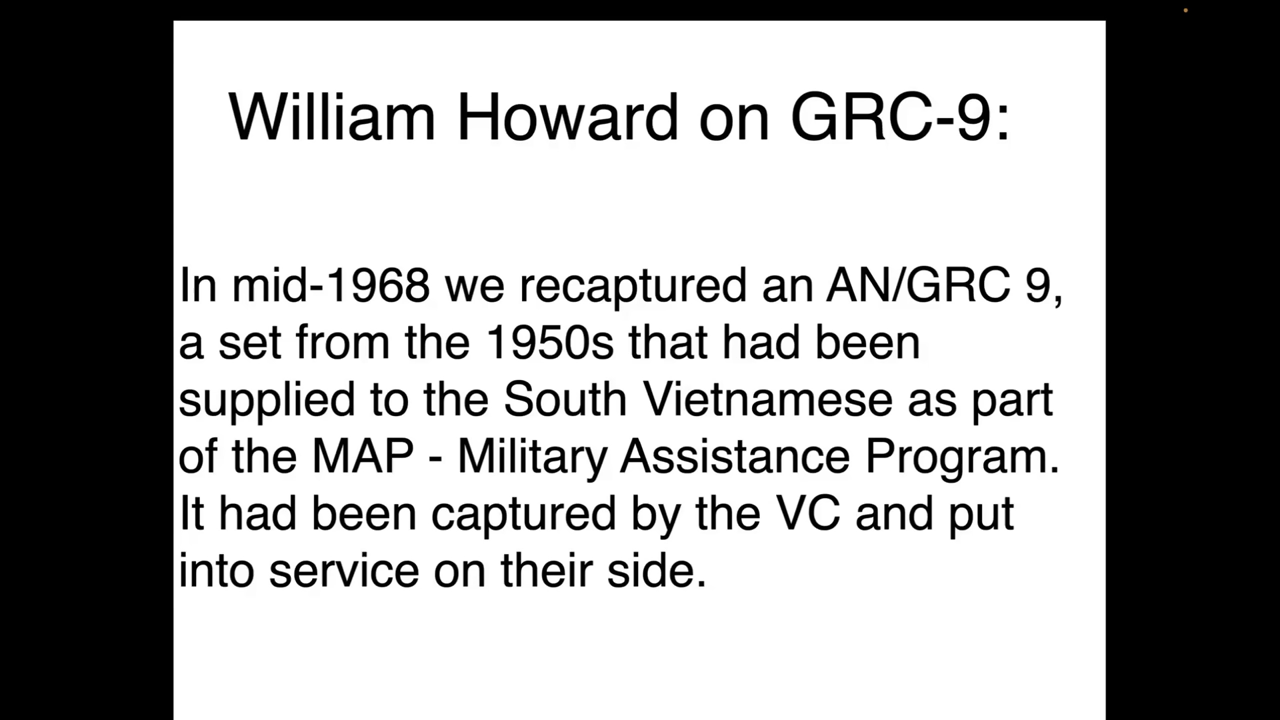 William Howard on GRC-9:
In mid-1968 we recaptured an AN/GRC 9,
a set from the 1950s that had been
supplied to the South Vietnamese as part
of the MAP - Military Assistance Program.
It had been captured by the VC and put
into service on their side.